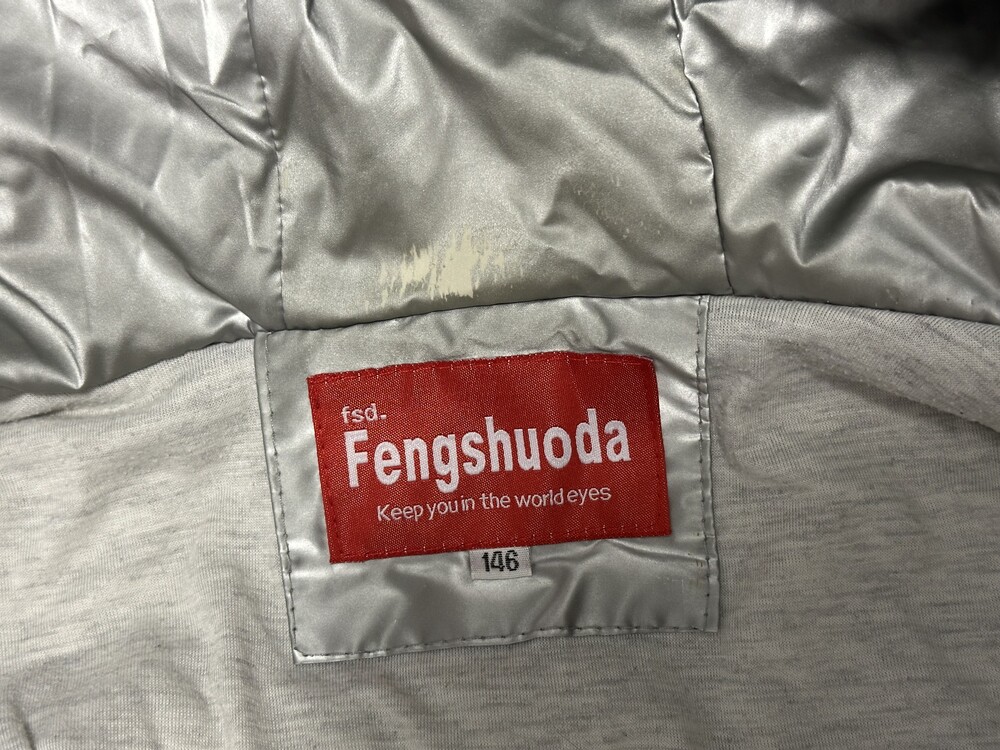 fsd.
Fengshuoda
Keep you in the world eyes
146